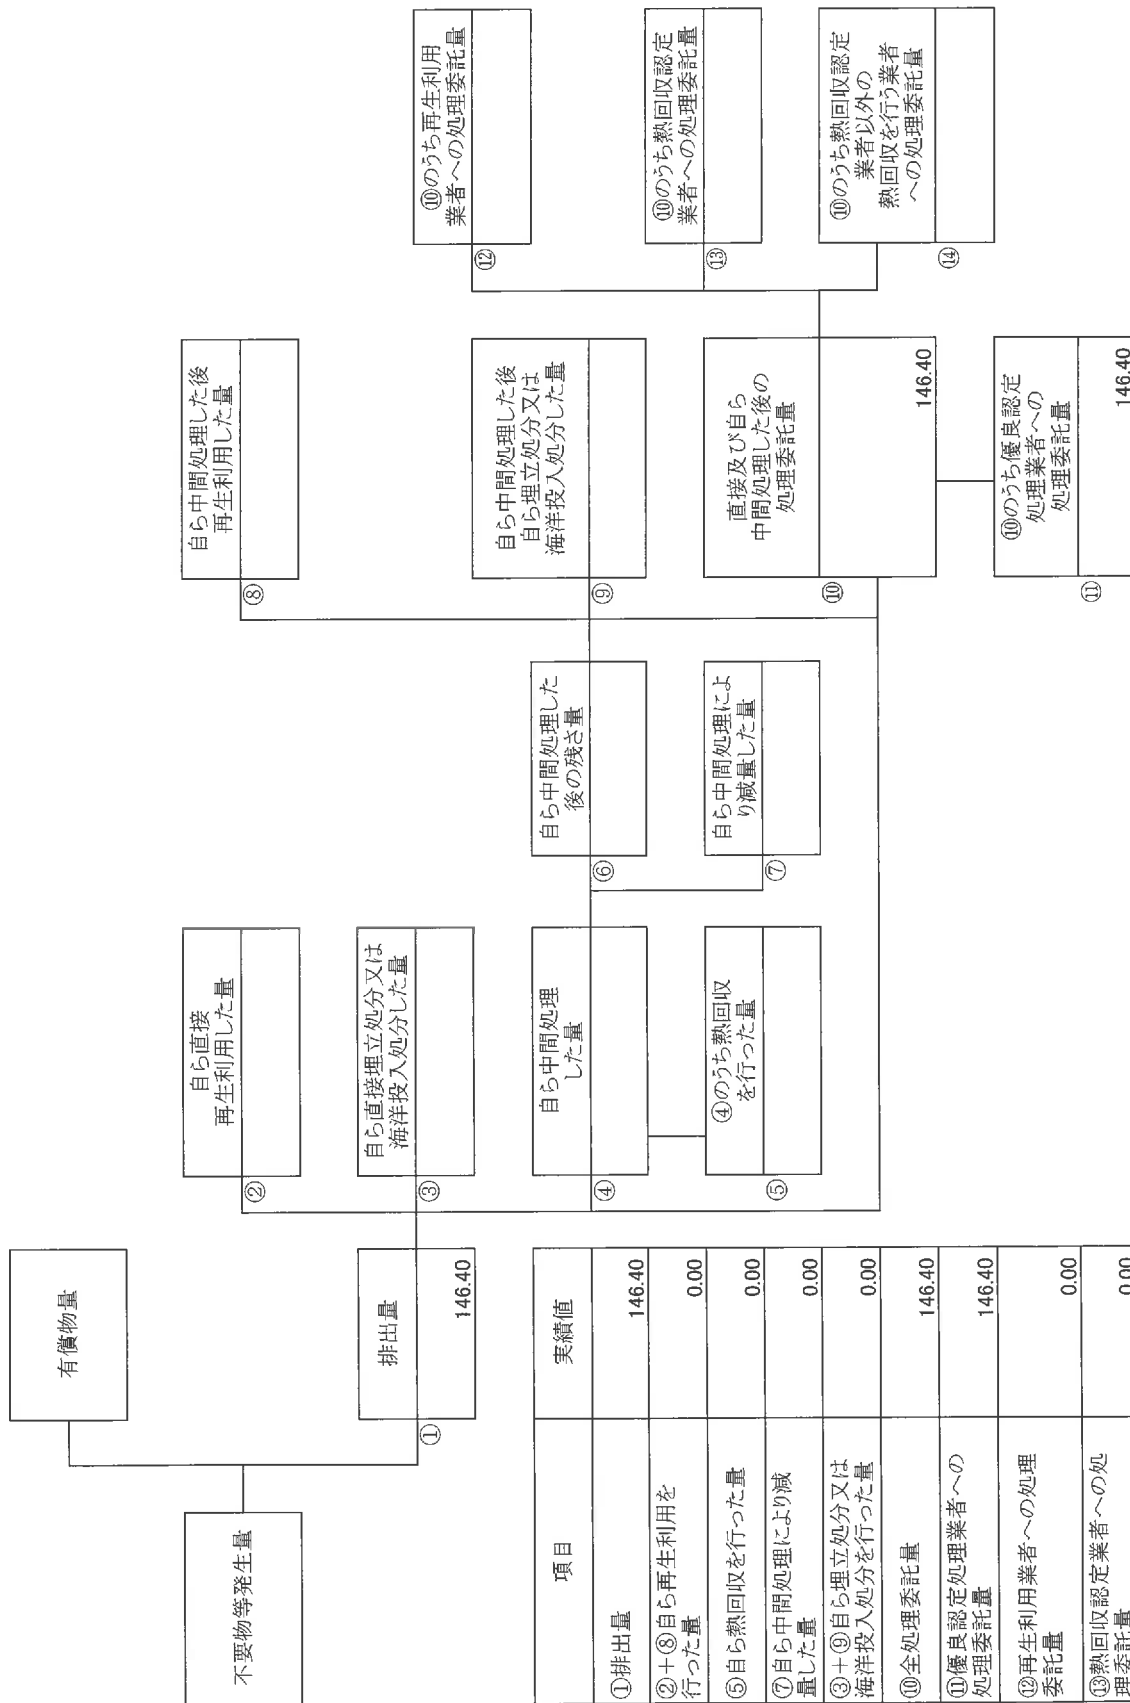 有償物量
不要物等発生量
排出量
①
146.40
自ら直接
再生利用した量
②
自ら直接埋立処分又は
海洋投入処分した量
③
自ら中間処理
した量
④
④のうち熱回収
を行った量
⑤
自ら中間処理した
後の残さ量
⑥
自ら中間処理によ
り減量した量
⑦
自ら中間処理した後
再生利用した量
⑧
自ら中間処理した後
自ら埋立処分又は
海洋投入処分した量
⑨
直接及び自ら
中間処理した後の
処理委託量
⑩
146.40
⑩のうち優良認定
処理業者への
処理委託量
⑪
146.40
⑩のうち再生利用
業者への処理委託量
⑫
⑩のうち熱回収認定
業者への処理委託量
⑬
⑩のうち熱回収認定
業者以外の
熱回収を行う業者
への処理委託量
⑭
項目 実績値
①排出量 146.40
②+⑧自ら再生利用を
行った量 0.00
⑤自ら熱回収を行った量 0.00
⑦自ら中間処理により減
量した量 0.00
③+⑨自ら埋立処分又は
海洋投入処分を行った量 0.00
⑩全処理委託量 146.40
⑪優良認定処理業者への
処理委託量 146.40
⑫再生利用業者への処理
委託量 0.00
⑬熱回収認定業者への処
理委託量 0.00